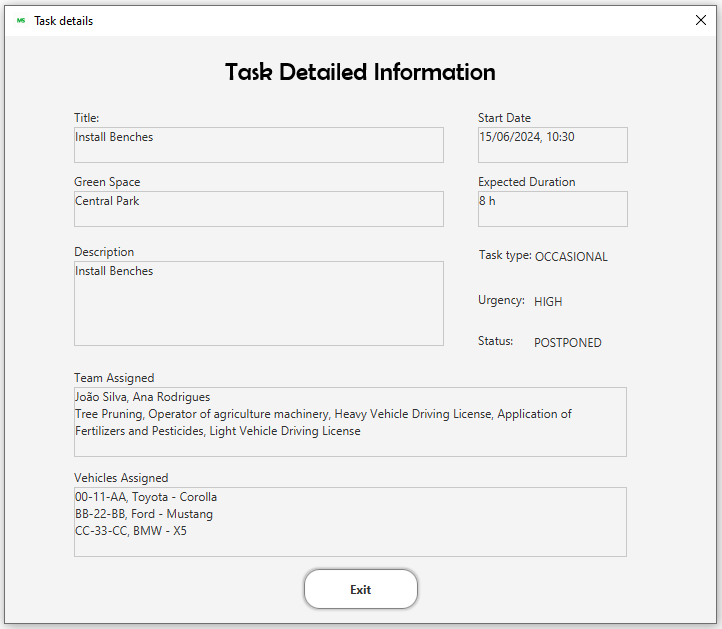 MS Task details
Task Detailed Information
Title:
Install Benches
Start Date
15/06/2024, 10:30
Green Space
Central Park
Expected Duration
8 h
Description
Install Benches
Task type: OCCASIONAL
Urgency: HIGH
Status: POSTPONED
Team Assigned
João Silva, Ana Rodrigues
Tree Pruning, Operator of agriculture machinery, Heavy Vehicle Driving License, Application of
Fertilizers and Pesticides, Light Vehicle Driving License
Vehicles Assigned
00-11-AA, Toyota - Corolla
BB-22-BB, Ford - Mustang
CC-33-CC, BMW - X5
Exit